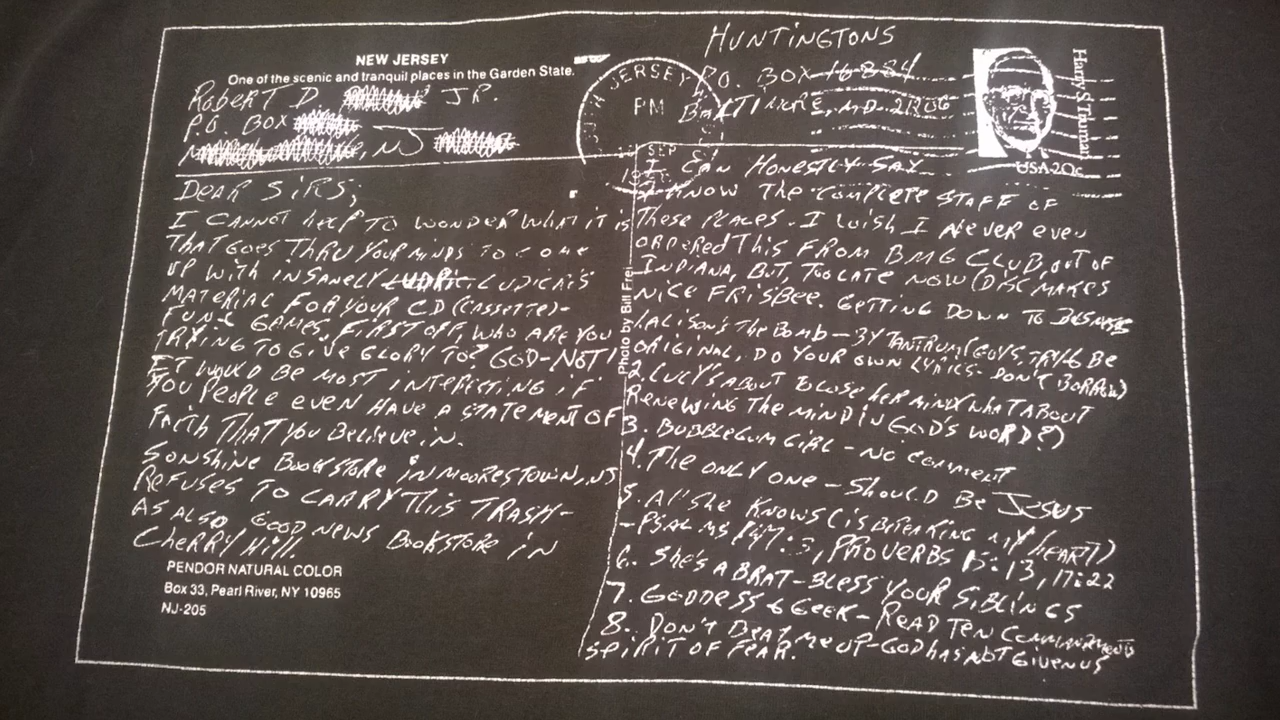 NEW JERSEY
One of the scenic and tranquil places in the Garden State.
Robert D. JR.
P.O. BOX
, NJ
JERSEY
PM
SEP
HUNTINGTONS
P.O. BOX 16884
BALTIMORE, MD. 21206
Harry S. Truman
USA 20c
DEAR SIRS;
I CANNOT HELP TO WONDER WHAT IT IS
THAT GOES THRU YOUR MINDS TO COME
UP WITH INSANELY LUDICRIS
MATERIAL FOR YOUR CD (CASSETTE)-
FUN & GAMES, FIRST OFF, WHO ARE YOU
TRYING TO GIVE GLORY TO? GOD-NOT!
IT WOULD BE MOST INTERESTING IF
YOU PEOPLE EVEN HAVE A STATEMENT OF
FAITH THAT YOU BELIEVE IN.
SONSHINE BOOKSTORE IN MOORESTOWN, NJ
REFUSES TO CARRY THIS TRASH-
AS ALSO, GOOD NEWS BOOKSTORE IN
CHERRY HILL.
PENDOR NATURAL COLOR
Box 33, Pearl River, NY 10965
NJ-205
Photo by Bill Frei
I CAN HONESTLY SAY
I KNOW THE COMPLETE STAFF OF
THESE PLACES. I WISH I NEVER EVEN
ORDERED THIS FROM BMG CLUB, OUT OF
INDIANA, BUT, TOO LATE NOW (DISC MAKES
NICE FRISBEE. GETTING DOWN TO
1. ALISON'S THE BOMB - BY TANTRUM (GUYS, TRY & BE
ORIGINAL, DO YOUR OWN LYRICS - DON'T BORROW)
2. LUCY'S ABOUT TO LOSE HER MIND (WHAT ABOUT
RENEWING THE MIND IN GOD'S WORD?)
3. BUBBLEGUM GIRL - NO COMMENT
4. THE ONLY ONE - SHOULD BE JESUS
5. AL SHE KNOWS (IS BREAKING MY HEART)
- PSALMS 147:3, PROVERBS 15:13, 17:22
6. SHE'S A BRAT - BLESS YOUR SIBLINGS
7. GODDESS & GEEK - READ TEN COMMANDMENTS
8. DON'T BEAT ME UP - GOD HAS NOT GIVEN US
SPIRIT OF FEAR.